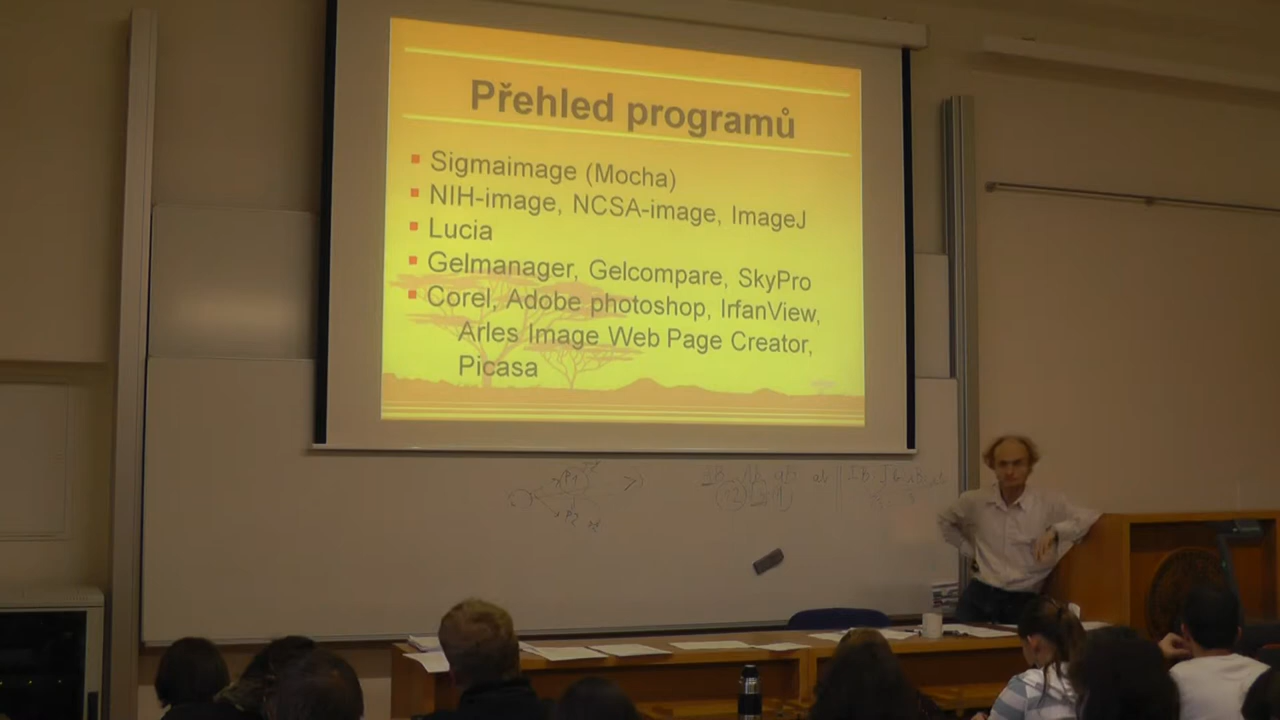 Přehled programů
Sigmaimage (Mocha)
NIH-image, NCSA-image, ImageJ
Lucia
Gelmanager, Gelcompare, SkyPro
Corel, Adobe photoshop, IrfanView,
Arles Image Web Page Creator,
Picasa